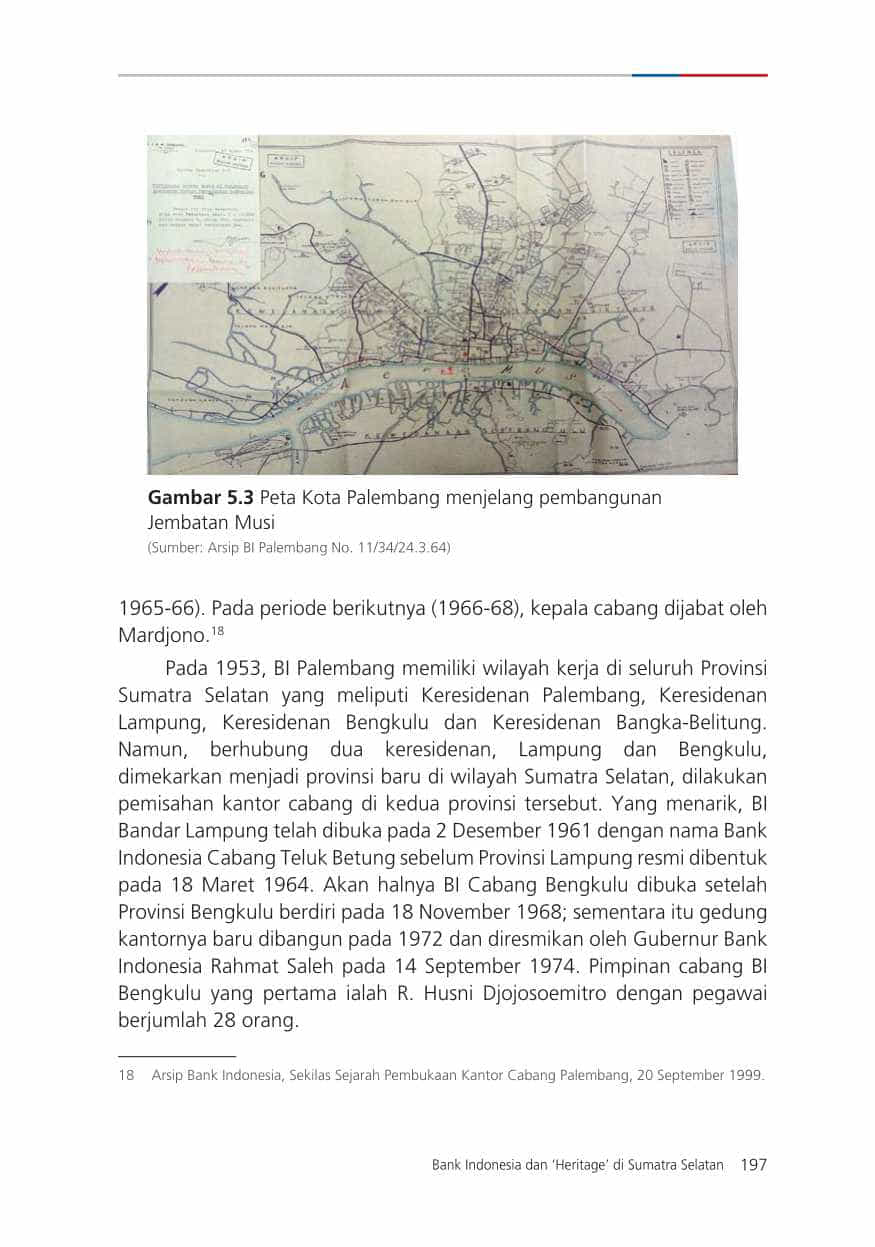 ARSIP
ARSIP
LEGENDA
ARSIP
A E R M U S I
Gambar 5.3 Peta Kota Palembang menjelang pembangunan
Jembatan Musi
(Sumber: Arsip BI Palembang No. 11/34/24.3.64)
1965-66). Pada periode berikutnya (1966-68), kepala cabang dijabat oleh
Mardjono.18
Pada 1953, BI Palembang memiliki wilayah kerja di seluruh Provinsi
Sumatra Selatan yang meliputi Keresidenan Palembang, Keresidenan
Lampung, Keresidenan Bengkulu dan Keresidenan Bangka-Belitung.
Namun, berhubung dua keresidenan, Lampung dan Bengkulu,
dimekarkan menjadi provinsi baru di wilayah Sumatra Selatan, dilakukan
pemisahan kantor cabang di kedua provinsi tersebut. Yang menarik, BI
Bandar Lampung telah dibuka pada 2 Desember 1961 dengan nama Bank
Indonesia Cabang Teluk Betung sebelum Provinsi Lampung resmi dibentuk
pada 18 Maret 1964. Akan halnya BI Cabang Bengkulu dibuka setelah
Provinsi Bengkulu berdiri pada 18 November 1968; sementara itu gedung
kantornya baru dibangun pada 1972 dan diresmikan oleh Gubernur Bank
Indonesia Rahmat Saleh pada 14 September 1974. Pimpinan cabang BI
Bengkulu yang pertama ialah R. Husni Djojosoemitro dengan pegawai
berjumlah 28 orang.
18 Arsip Bank Indonesia, Sekilas Sejarah Pembukaan Kantor Cabang Palembang, 20 September 1999.
Bank Indonesia dan ‘Heritage’ di Sumatra Selatan 197